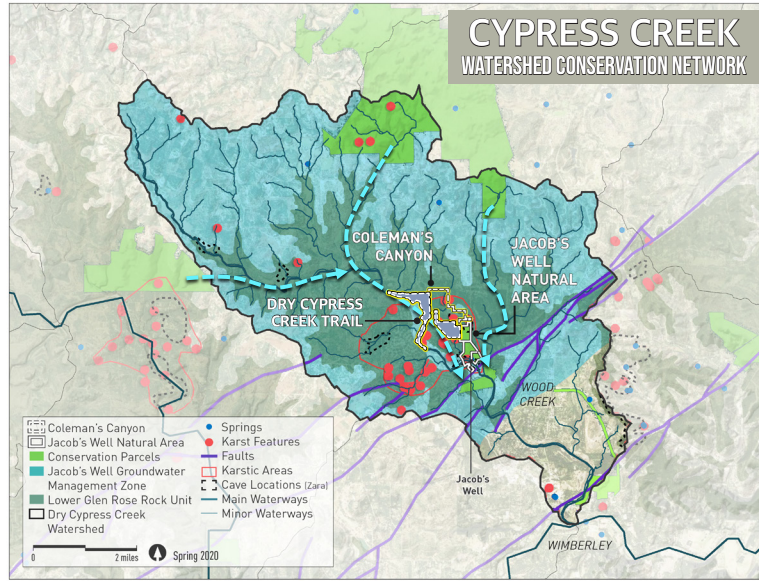 CYPRESS CREEK
WATERSHED CONSERVATION NETWORK
COLEMAN'S
CANYON
JACOB'S
WELL
NATURAL
AREA
DRY CYPRESS
CREEK TRAIL
WOOD
CREEK
Jacob's
Well
WIMBERLEY
Coleman's Canyon
Jacob's Well Natural Area
Conservation Parcels
Jacob's Well Groundwater
Management Zone
Lower Glen Rose Rock Unit
Dry Cypress Creek
Watershed
Springs
Karst Features
Faults
Karstic Areas
Cave Locations (Zara)
Main Waterways
Minor Waterways
0 2 miles
Spring 2020